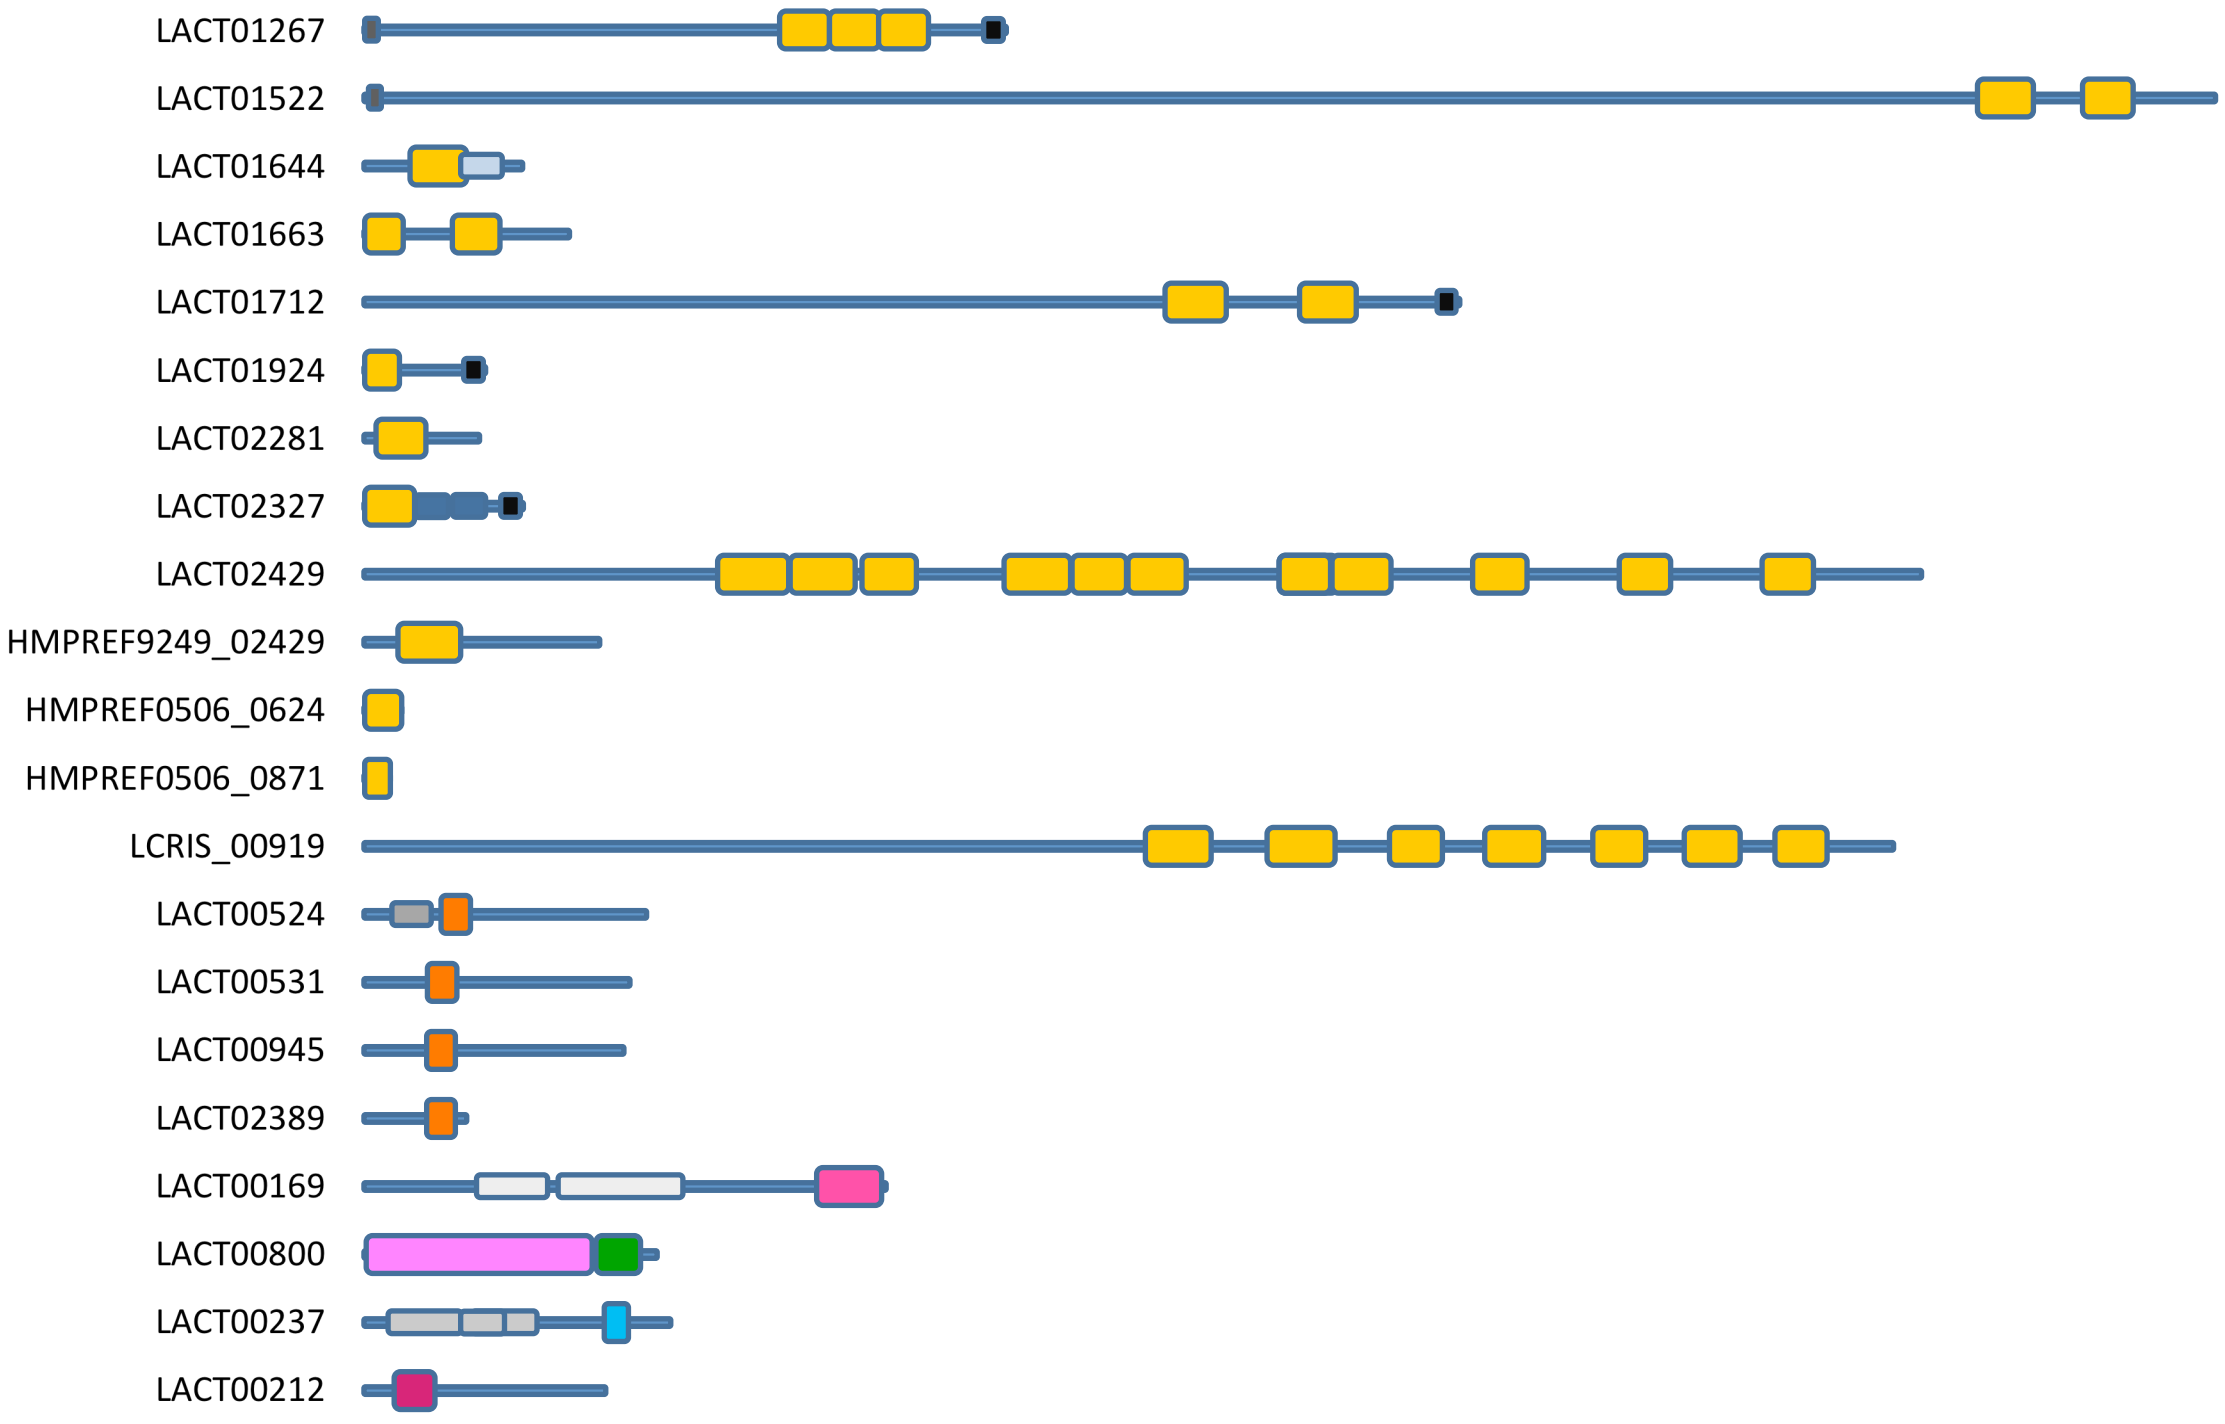 LACT01267
LACT01522
LACT01644
LACT01663
LACT01712
LACT01924
LACT02281
LACT02327
LACT02429
HMPREF9249_02429
HMPREF0506_0624
HMPREF0506_0871
LCRIS_00919
LACT00524
LACT00531
LACT00945
LACT02389
LACT00169
LACT00800
LACT00237
LACT00212